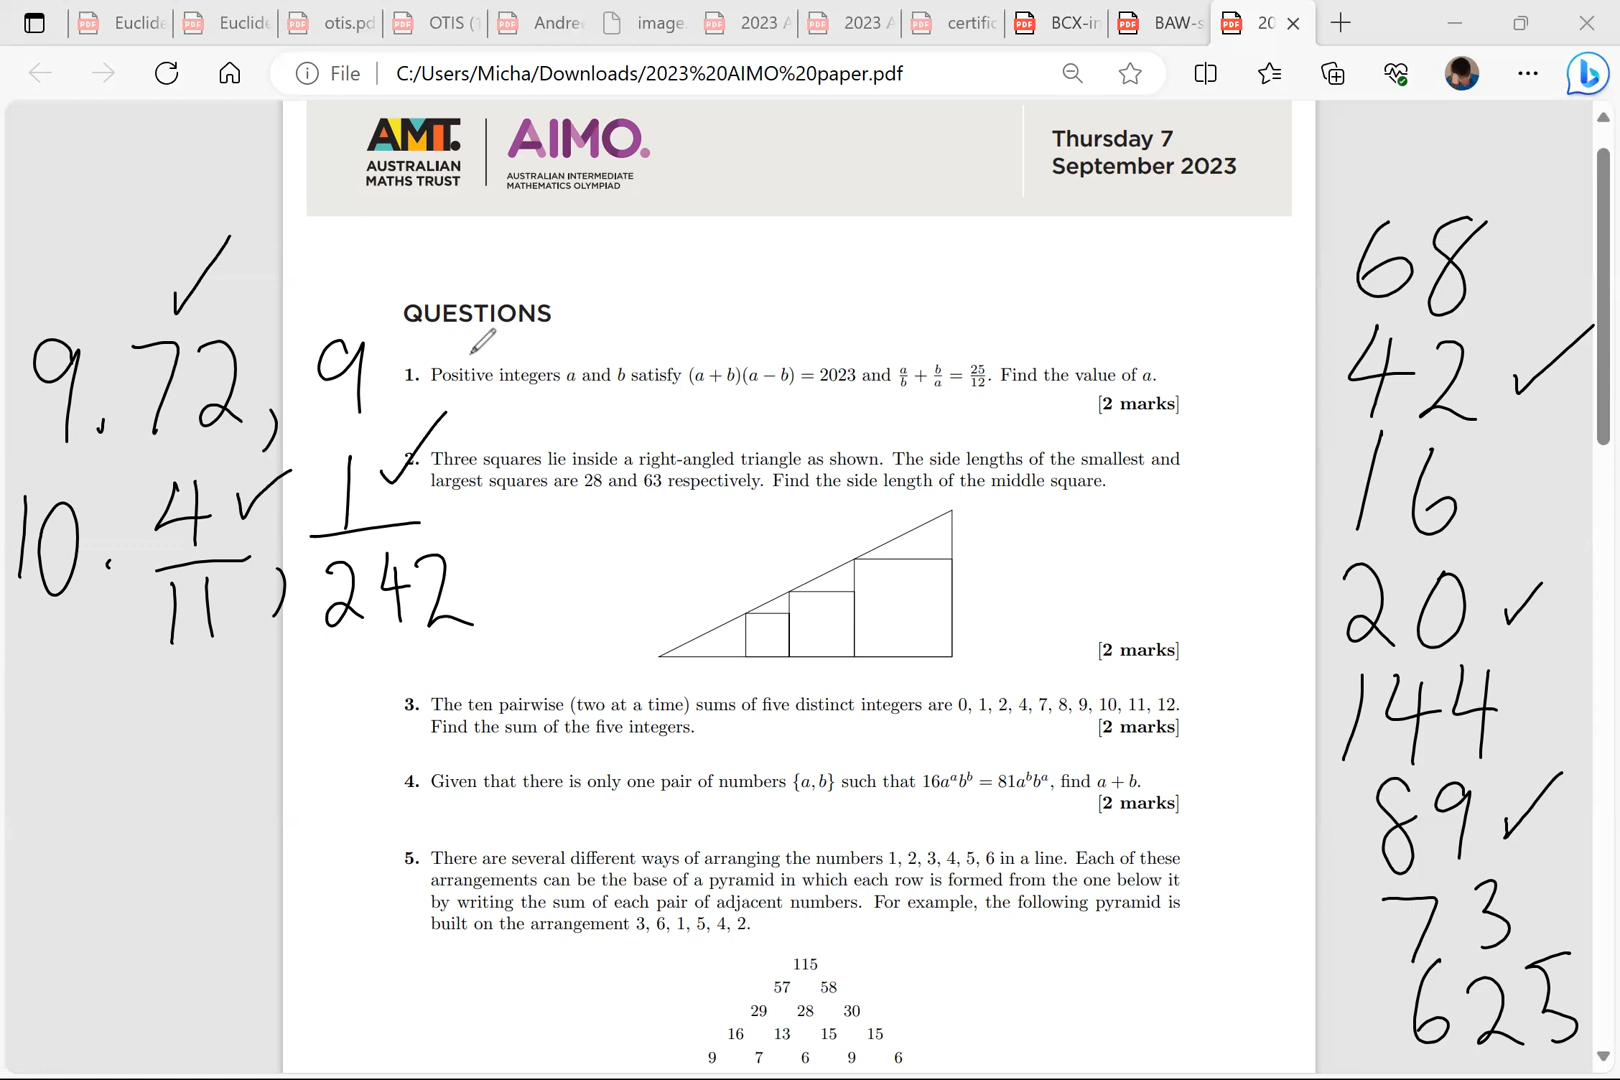 Euclide
Euclide
otis.pd
OTIS (1
Andre
image.
2023 A
2023 A
certific
BCX-in
BAW-s
20
File
C:/Users/Micha/Downloads/2023%20AIMO%20paper.pdf
AMT.
AUSTRALIAN
MATHS TRUST
AIMO.
AUSTRALIAN INTERMEDIATE
MATHEMATICS OLYMPIAD
Thursday 7
September 2023
QUESTIONS
1. Positive integers a and b satisfy (a + b)(a − b) = 2023 and a/b + b/a = 25/12. Find the value of a.
[2 marks]
2. Three squares lie inside a right-angled triangle as shown. The side lengths of the smallest and
largest squares are 28 and 63 respectively. Find the side length of the middle square.
[2 marks]
3. The ten pairwise (two at a time) sums of five distinct integers are 0, 1, 2, 4, 7, 8, 9, 10, 11, 12.
Find the sum of the five integers.
[2 marks]
4. Given that there is only one pair of numbers {a, b} such that 16aᵃbᵇ = 81aᵇbᵃ, find a + b.
[2 marks]
5. There are several different ways of arranging the numbers 1, 2, 3, 4, 5, 6 in a line. Each of these
arrangements can be the base of a pyramid in which each row is formed from the one below it
by writing the sum of each pair of adjacent numbers. For example, the following pyramid is
built on the arrangement 3, 6, 1, 5, 4, 2.
115
57 58
29 28 30
16 13 15 15
9 7 6 9 6
9. 72, 9
10. 4/11, 1/242
68
42
16
20
144
89
73
625